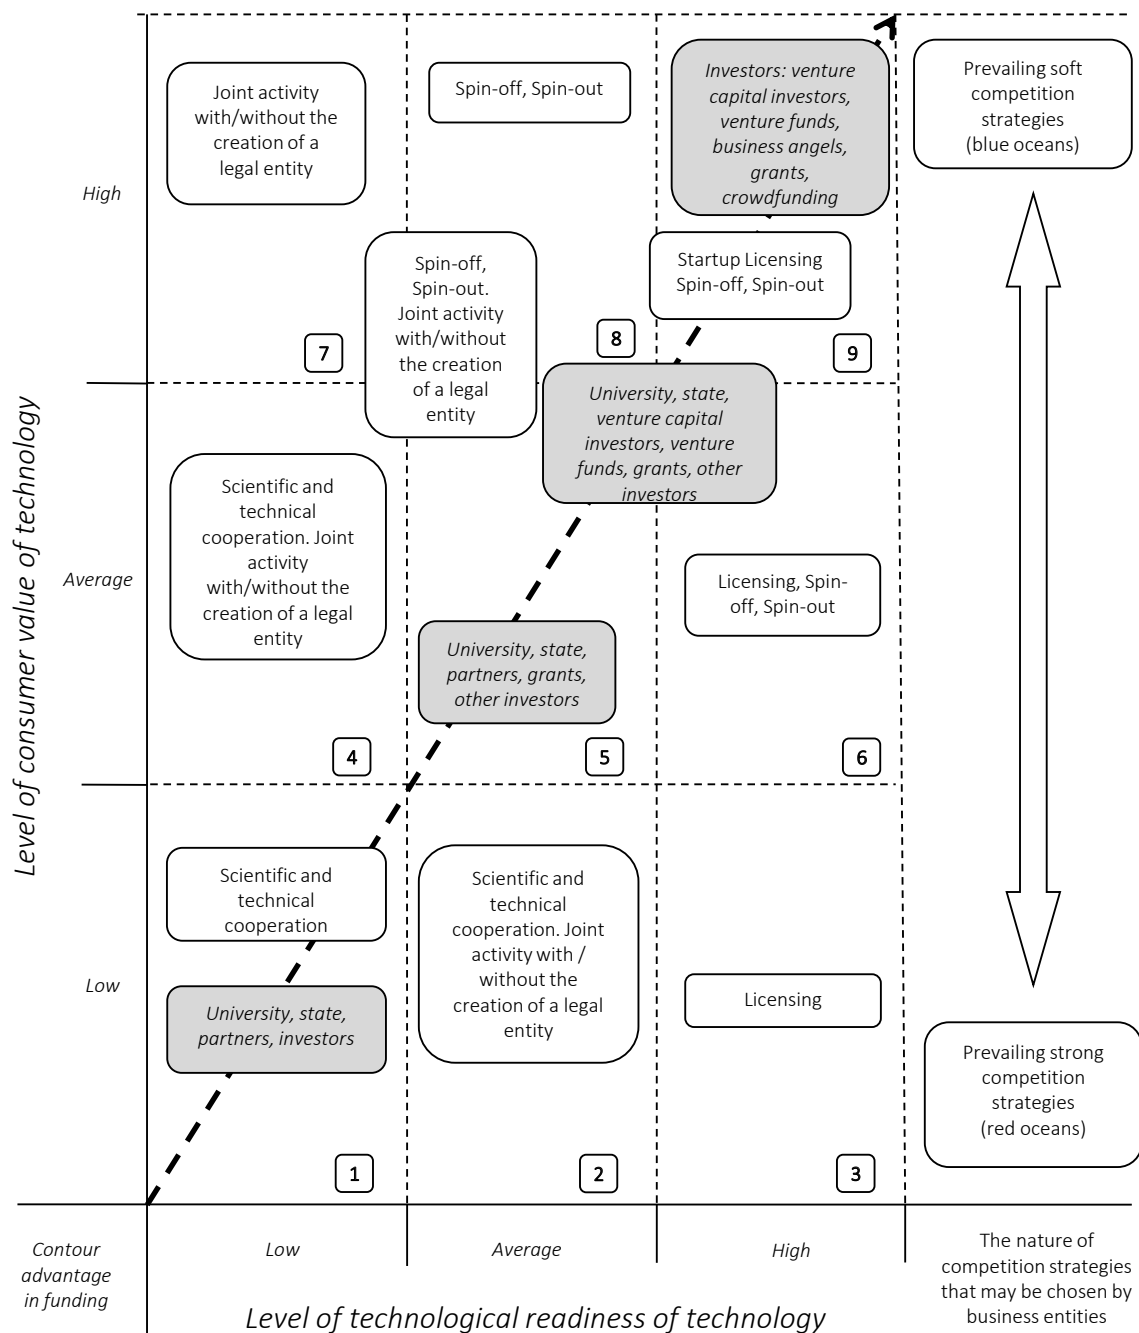 Level of consumer value of technology
High
Joint activity
with/without the
creation of a
legal entity
Spin-off, Spin-out
Investors: venture
capital investors,
venture funds,
business angels,
grants,
crowdfunding
Prevailing soft
competition
strategies
(blue oceans)
Spin-off,
Spin-out.
Joint activity
with/without
the creation
of a legal
entity
Startup Licensing
Spin-off, Spin-out
7
8
9
Average
Scientific and
technical
cooperation. Joint
activity
with/without the
creation of a legal
entity
University, state,
venture capital
investors, venture
funds, grants, other
investors
Licensing, Spin-
off, Spin-out
University, state,
partners, grants,
other investors
4
5
6
Low
Scientific and
technical
cooperation
University, state,
partners, investors
Scientific and
technical
cooperation. Joint
activity with /
without the
creation of a legal
entity
Licensing
Prevailing strong
competition
strategies
(red oceans)
1
2
3
Contour
advantage
in funding
Low
Average
High
Level of technological readiness of technology
The nature of
competition strategies
that may be chosen by
business entities